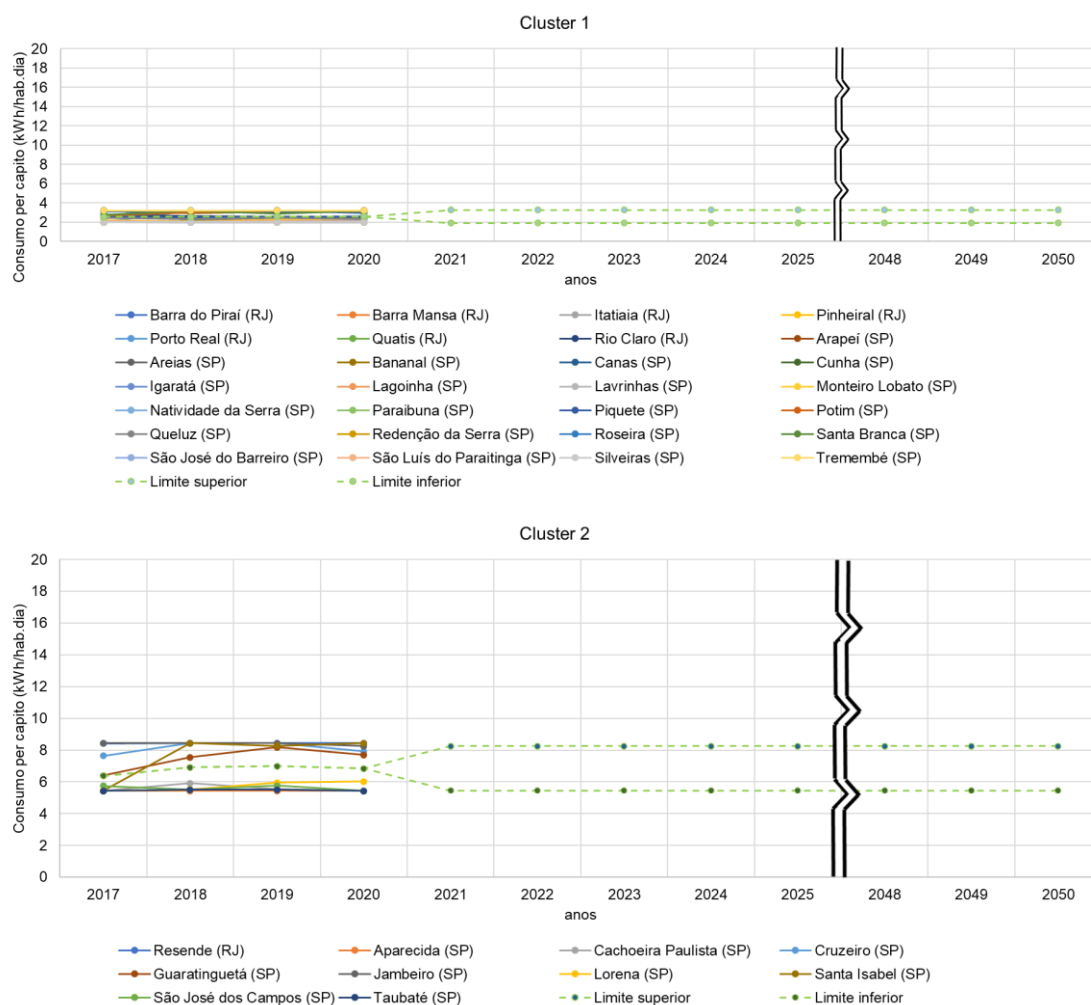 Cluster 1
Consumo per capito (kWh/hab.dia)
20
18
16
14
12
10
8
6
4
2
0
2017 2018 2019 2020 2021 2022 2023 2024 2025 2048 2049 2050
anos
Barra do Piraí (RJ) Barra Mansa (RJ) Itatiaia (RJ) Pinheiral (RJ)
Porto Real (RJ) Quatis (RJ) Rio Claro (RJ) Arapeí (SP)
Areias (SP) Bananal (SP) Canas (SP) Cunha (SP)
Igaratá (SP) Lagoinha (SP) Lavrinhas (SP) Monteiro Lobato (SP)
Natividade da Serra (SP) Paraibuna (SP) Piquete (SP) Potim (SP)
Queluz (SP) Redenção da Serra (SP) Roseira (SP) Santa Branca (SP)
São José do Barreiro (SP) São Luís do Paraitinga (SP) Silveiras (SP) Tremembé (SP)
Limite superior Limite inferior
Cluster 2
Consumo per capito (kWh/hab.dia)
20
18
16
14
12
10
8
6
4
2
0
2017 2018 2019 2020 2021 2022 2023 2024 2025 2048 2049 2050
anos
Resende (RJ) Aparecida (SP) Cachoeira Paulista (SP) Cruzeiro (SP)
Guaratinguetá (SP) Jambeiro (SP) Lorena (SP) Santa Isabel (SP)
São José dos Campos (SP) Taubaté (SP) Limite superior Limite inferior